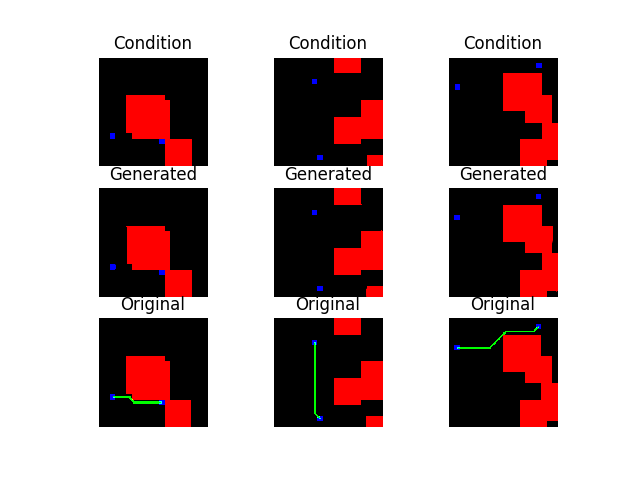 Condition Condition Condition
Generated Generated Generated
Original Original Original